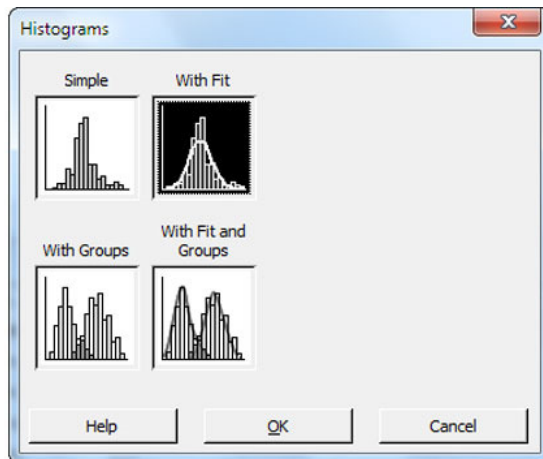 Histograms
Simple
With Fit
With Groups
With Fit and
Groups
Help
OK
Cancel